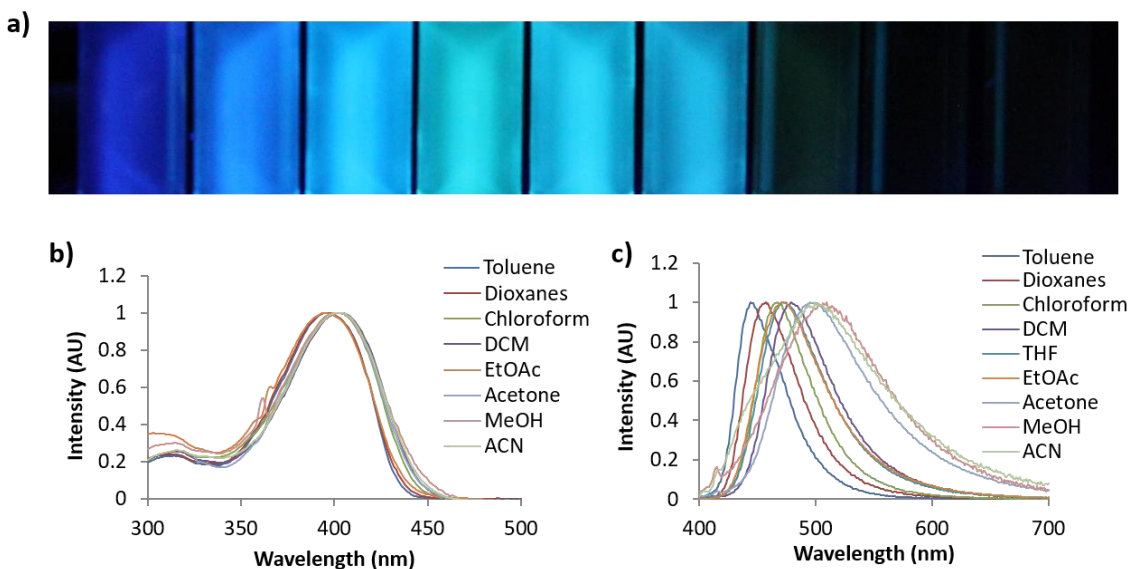 a)
b)
1.2
1
0.8
0.6
0.4
0.2
0
Intensity (AU)
300
350
400
450
500
Wavelength (nm)
Toluene
Dioxanes
Chloroform
DCM
EtOAc
Acetone
MeOH
ACN
c)
1.2
1
0.8
0.6
0.4
0.2
0
Intensity (AU)
400
500
600
700
Wavelength (nm)
Toluene
Dioxanes
Chloroform
DCM
THF
EtOAc
Acetone
MeOH
ACN